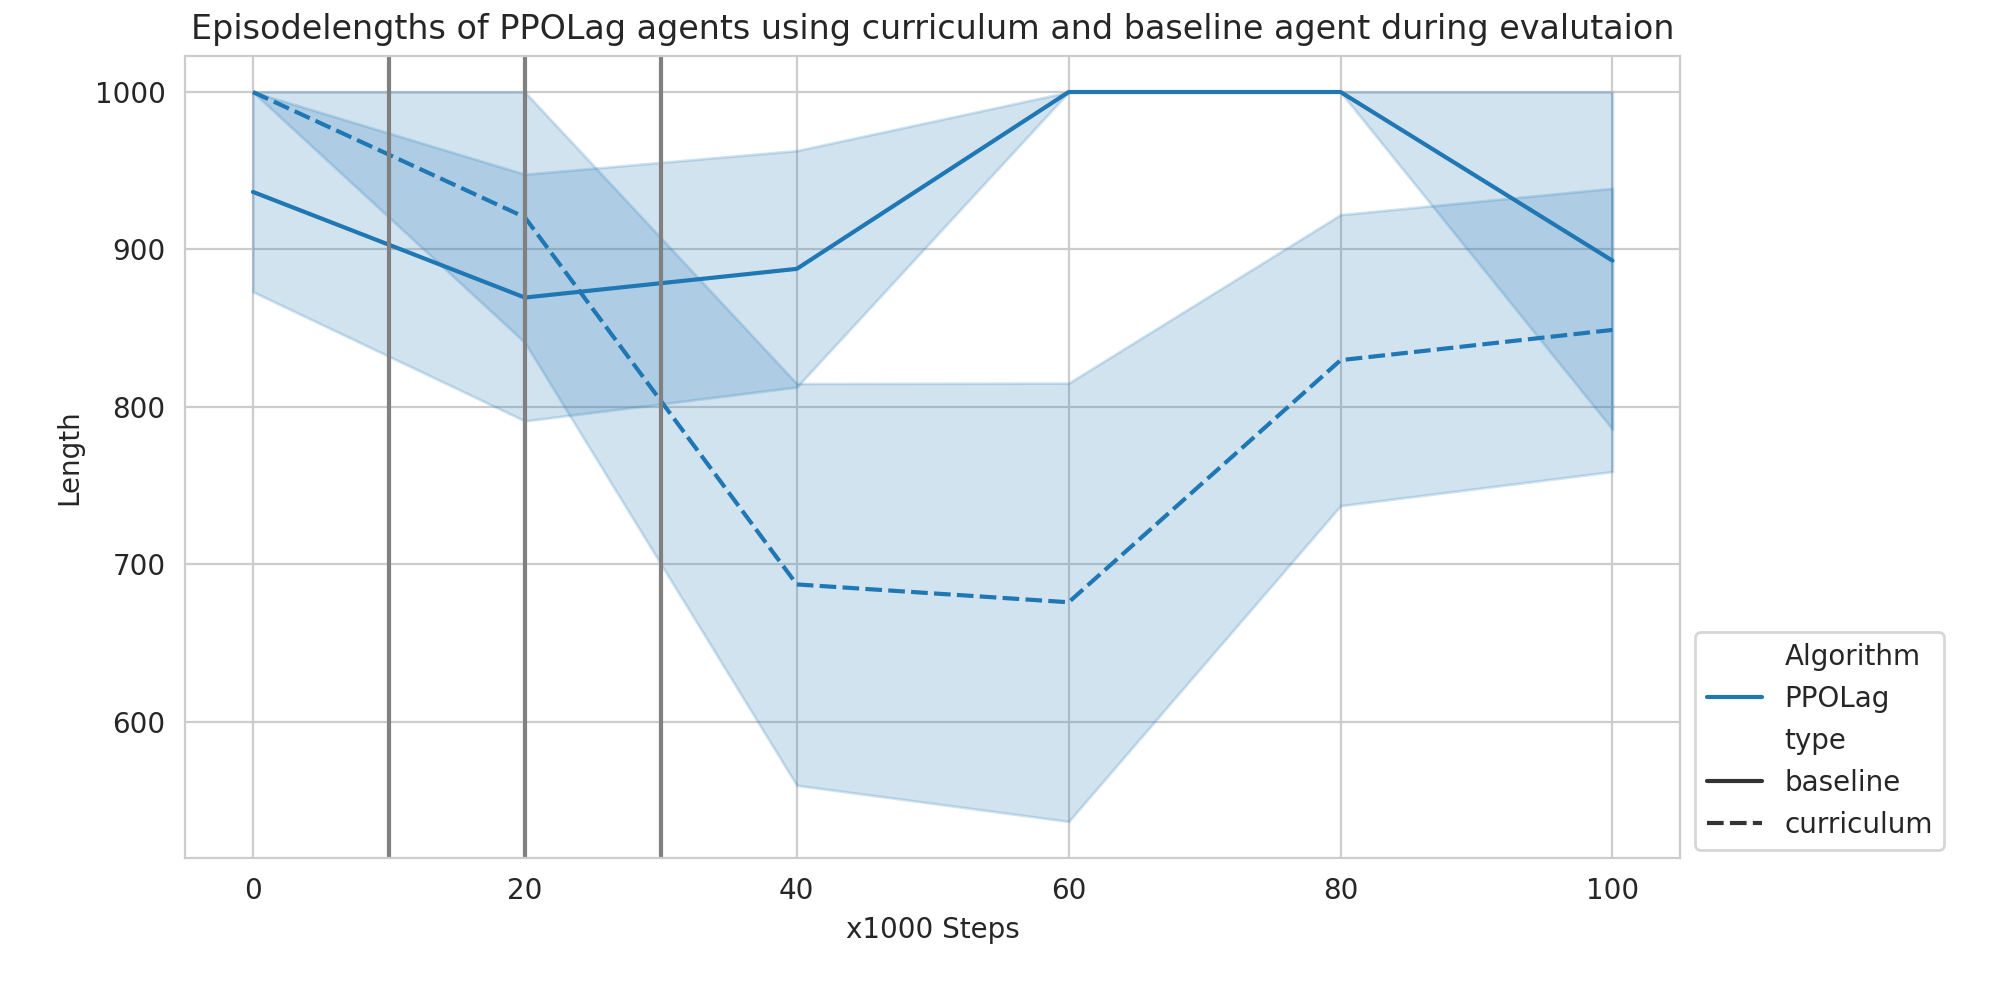 Episodelengths of PPOLag agents using curriculum and baseline agent during evalutaion
1000
900
800
700
600
Length
0 20 40 60 80 100
x1000 Steps
Algorithm
PPOLag
type
baseline
curriculum